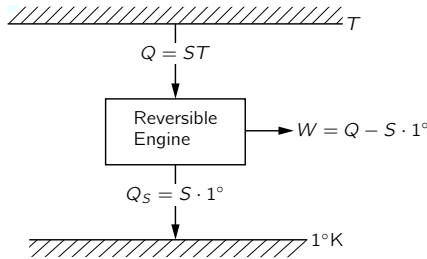 T
Q = ST
Reversible
Engine
W = Q − S · 1°
Q_S = S · 1°
1°K